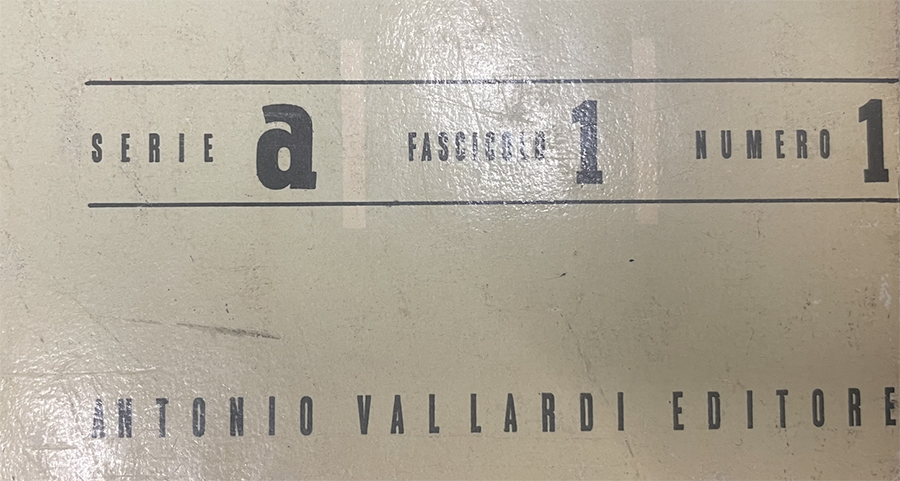 SERIE a FASCICOLO 1 NUMERO 1
ANTONIO VALLARDI EDITORE